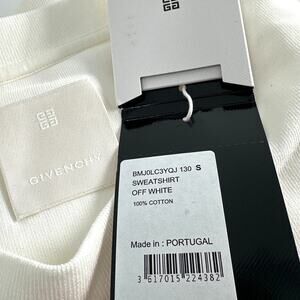 GIVENCHY
BMJ0LC3YQJ 130 S
SWEATSHIRT
OFF WHITE
100% COTTON
Made in : PORTUGAL
3 617015 224382